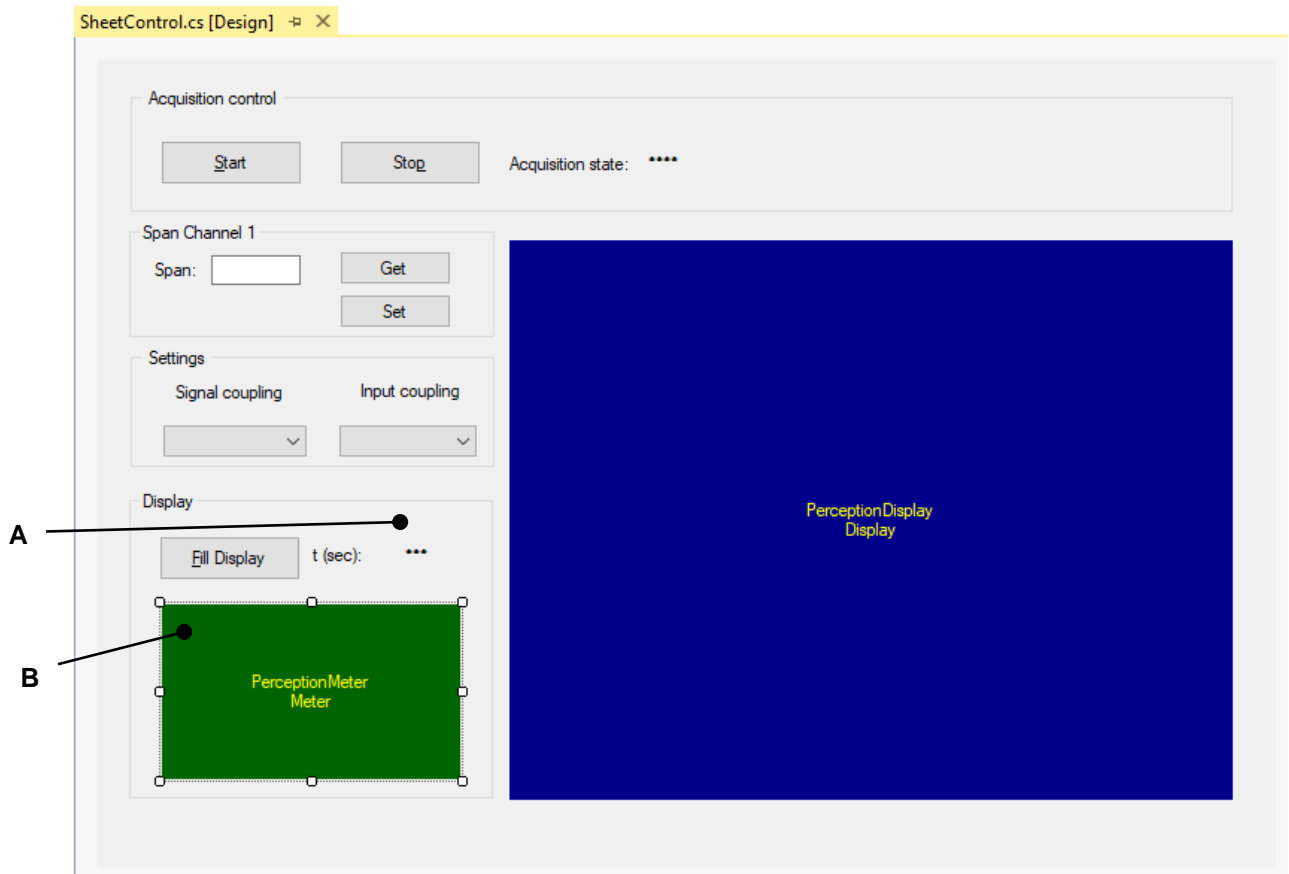 SheetControl.cs [Design]
Acquisition control
Start
Stop
Acquisition state: ****
Span Channel 1
Span:
Get
Set
Settings
Signal coupling
Input coupling
Display
A
Fill Display
t (sec): ***
B
PerceptionMeter
Meter
PerceptionDisplay
Display